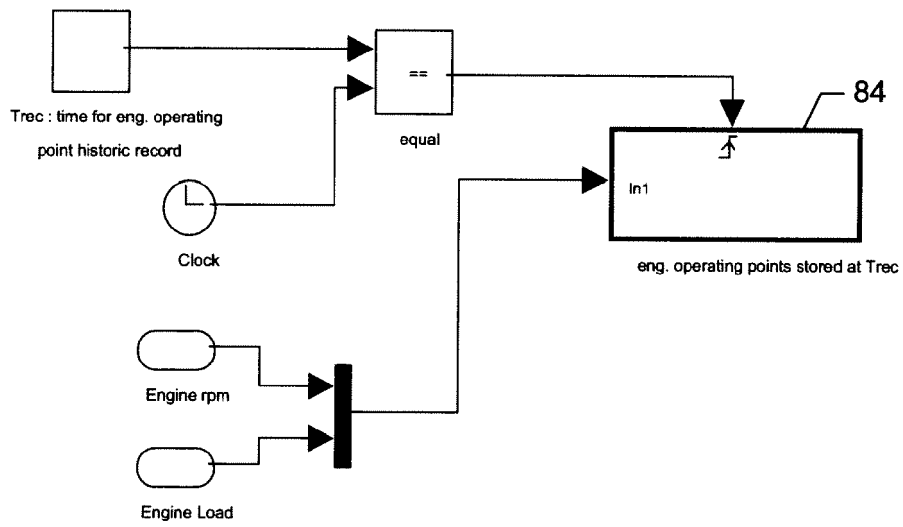 ==
84
Trec : time for eng. operating
point historic record
equal
In1
Clock
eng. operating points stored at Trec
Engine rpm
Engine Load